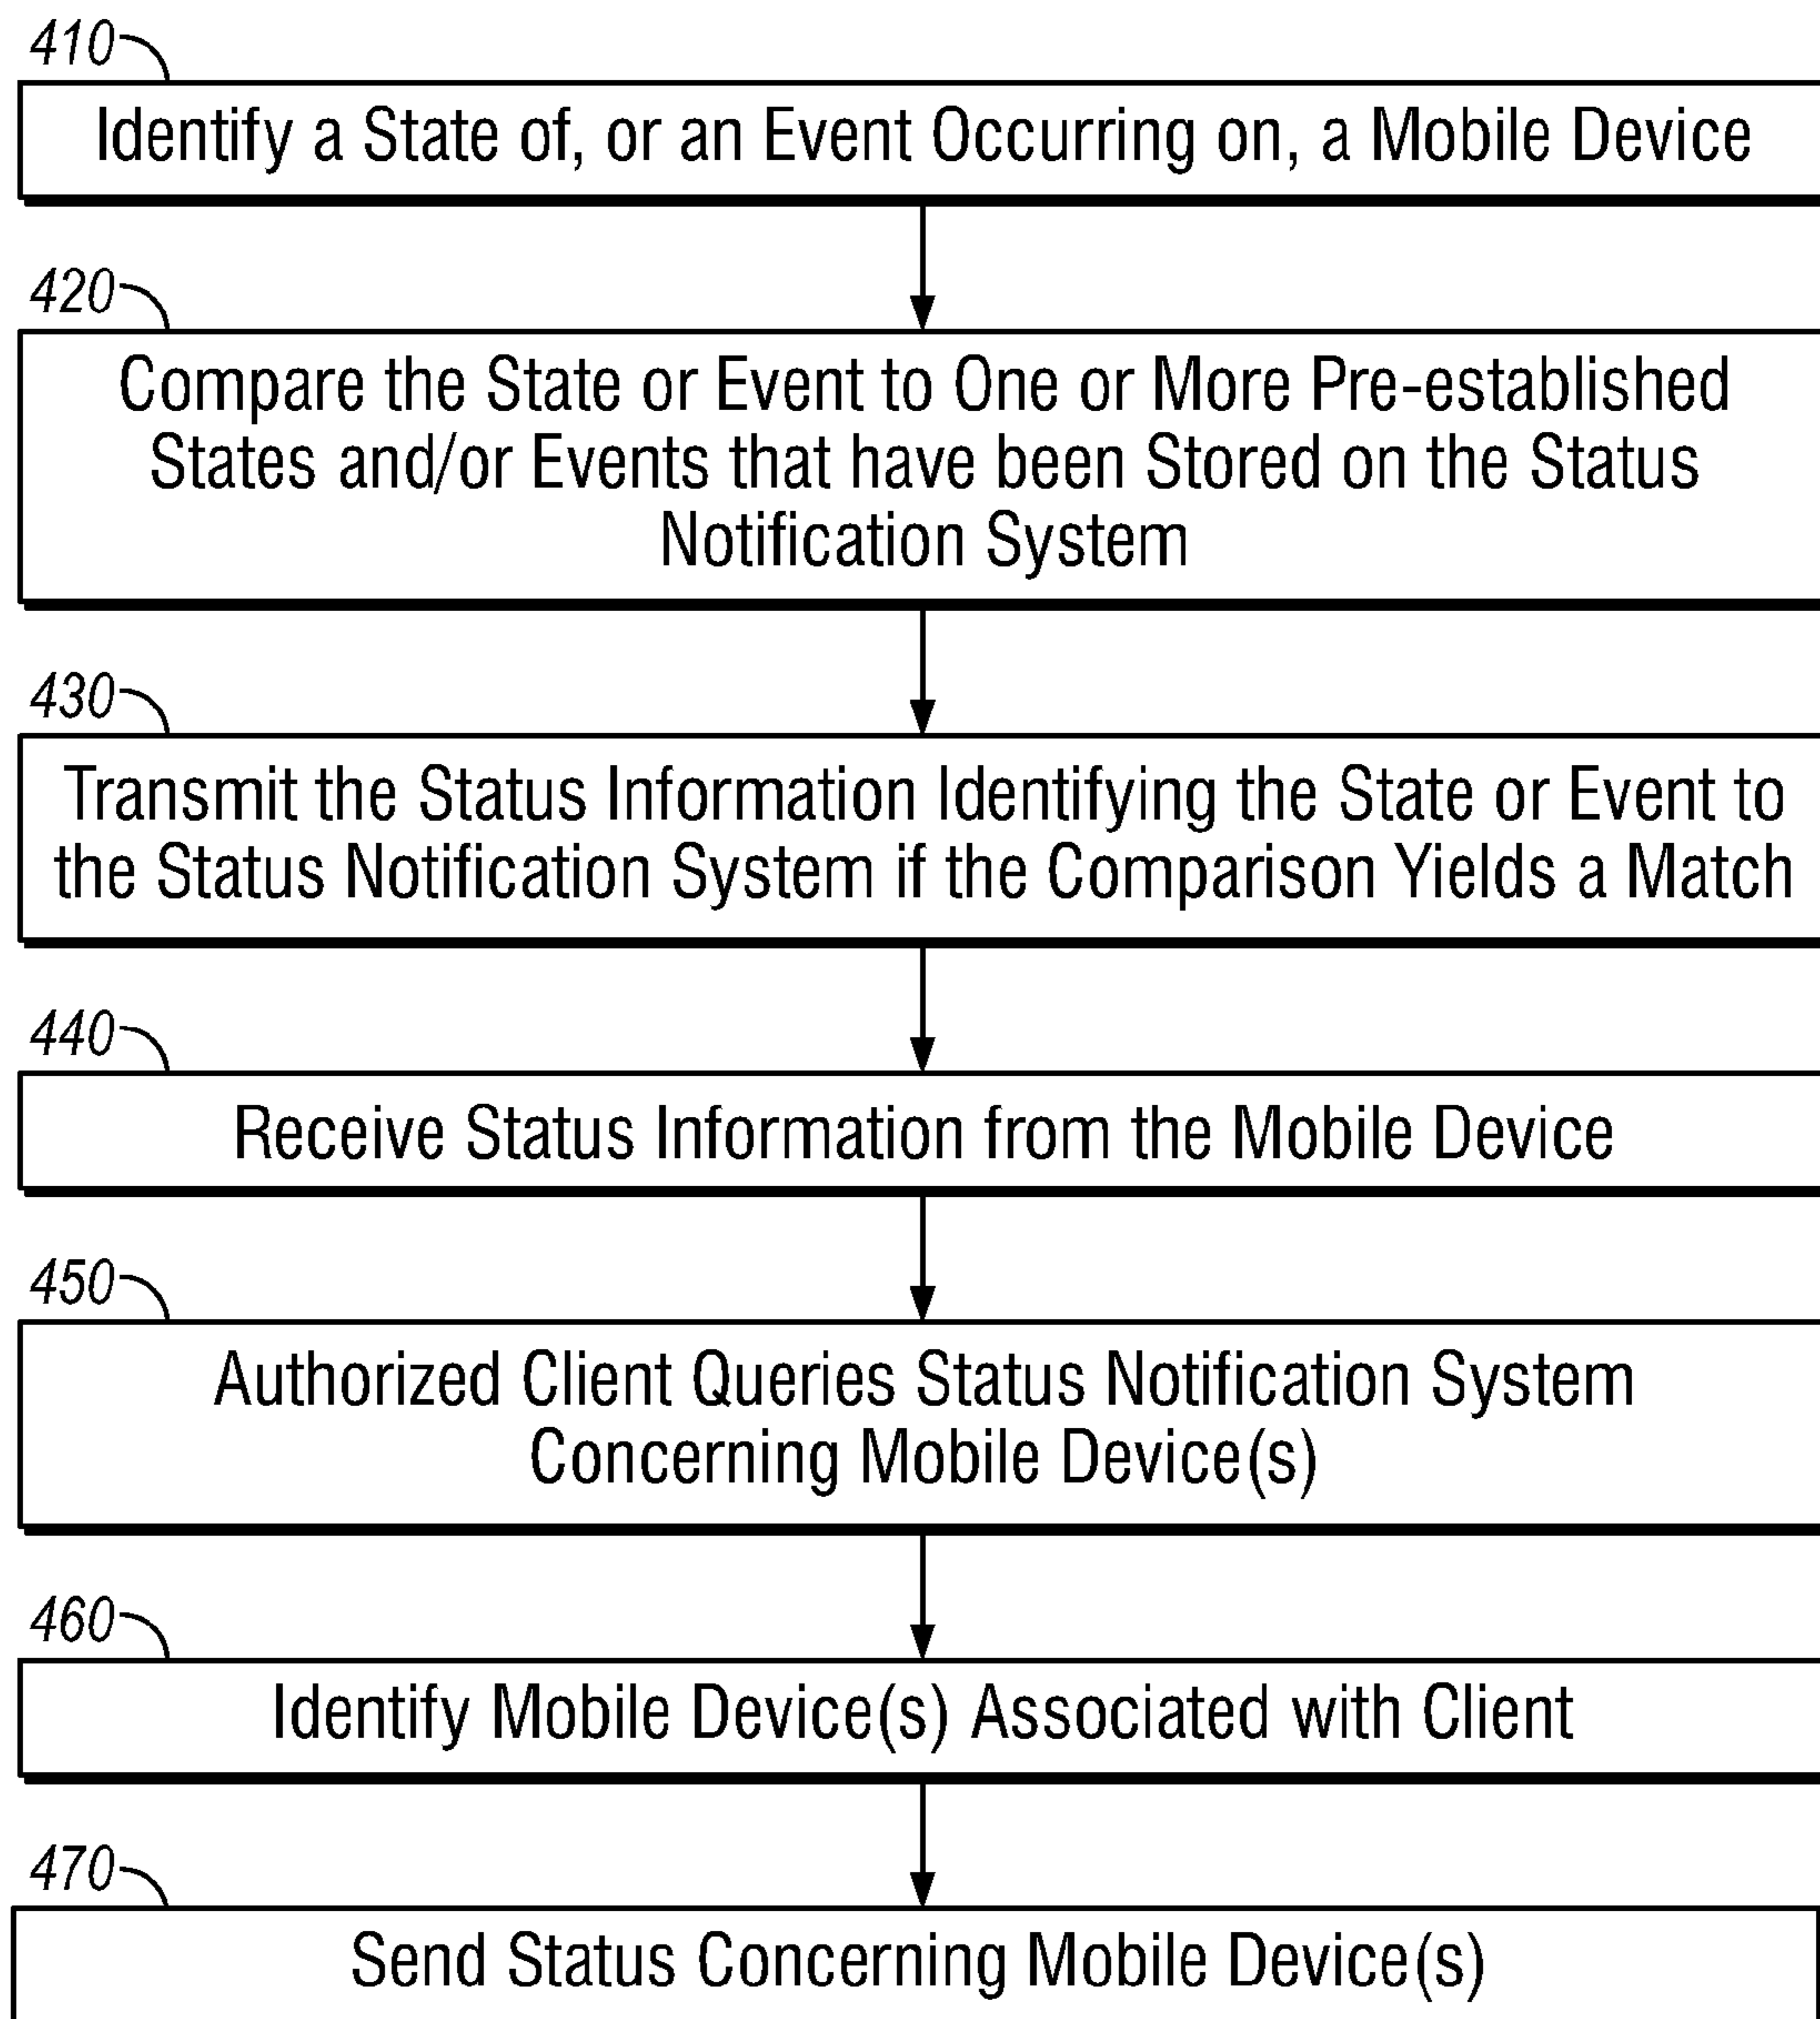 410
Identify a State of, or an Event Occurring on, a Mobile Device
420
Compare the State or Event to One or More Pre-established
States and/or Events that have been Stored on the Status
Notification System
430
Transmit the Status Information Identifying the State or Event to
the Status Notification System if the Comparison Yields a Match
440
Receive Status Information from the Mobile Device
450
Authorized Client Queries Status Notification System
Concerning Mobile Device(s)
460
Identify Mobile Device(s) Associated with Client
470
Send Status Concerning Mobile Device(s)